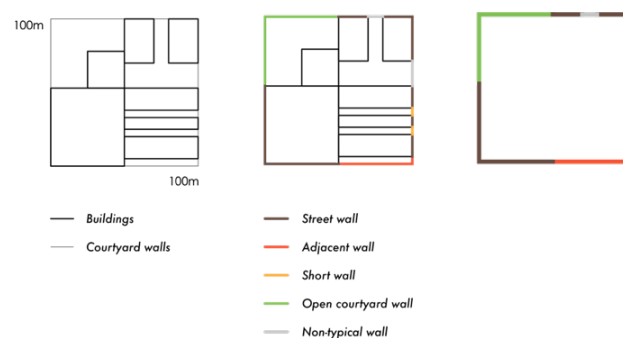 100m
100m
Buildings
Courtyard walls
Street wall
Adjacent wall
Short wall
Open courtyard wall
Non-typical wall